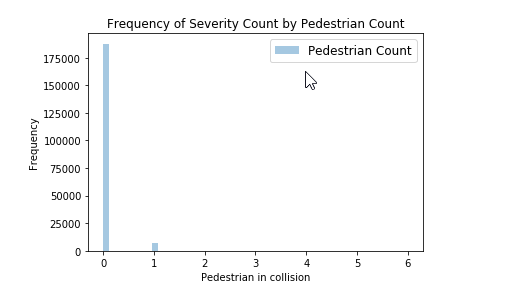 Frequency of Severity Count by Pedestrian Count
Pedestrian Count
175000
150000
125000
100000
75000
50000
25000
0
Frequency
0 1 2 3 4 5 6
Pedestrian in collision